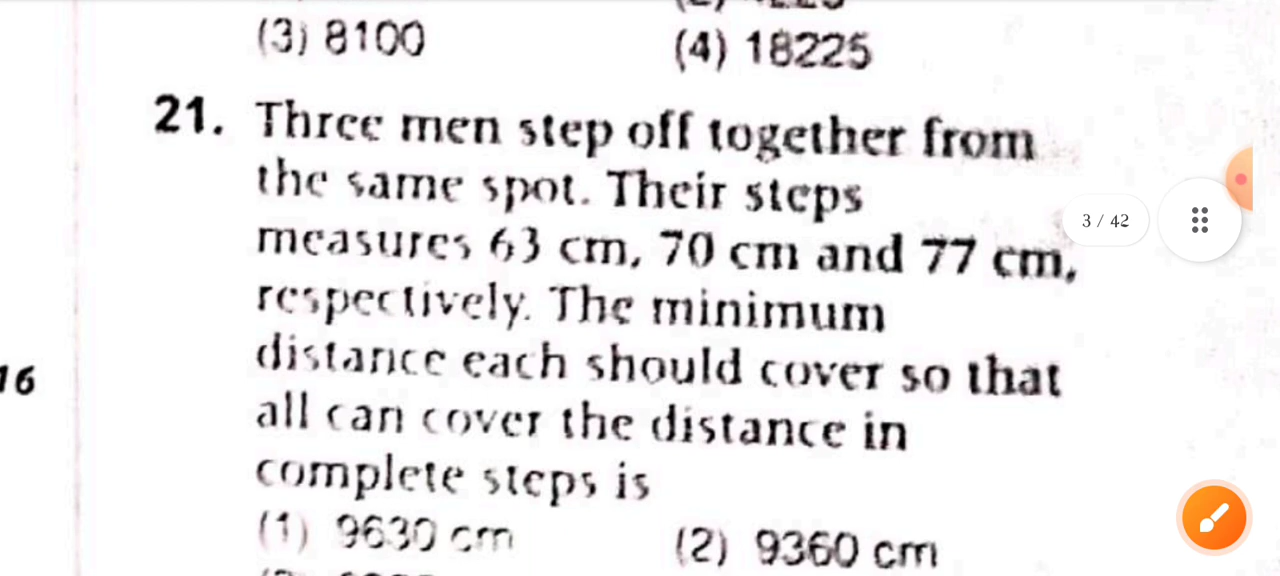 (3) 8100 (4) 18225
21. Three men step off together from
the same spot. Their steps
measures 63 cm, 70 cm and 77 cm,
3 / 42
respectively. The minimum
distance each should cover so that
16
all can cover the distance in
complete steps is
(1) 9630 cm (2) 9360 cm